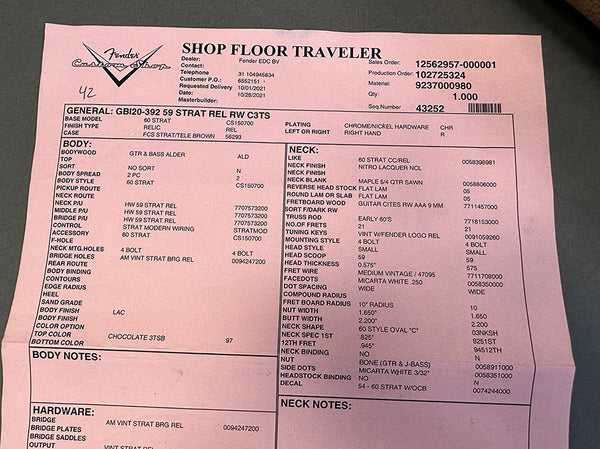 Fender
Custom Shop
42
SHOP FLOOR TRAVELER
Dealer: Fender EDC BV
Contact:
Telephone 31 104945634
Customer P.O.: 6552151
Requested Delivery 10/01/2021
Date: 10/28/2021
Masterbuilder:
Sales Order: 12562957-000001
Production Order: 102725324
Material: 9237000980
Qty: 1.000
Seq Number 43252
GENERAL: GBI20-392 59 STRAT REL RW C3TS
BASE MODEL 60 STRAT CS150700 PLATING CHROME/NICKEL HARDWARE CHR
FINISH TYPE RELIC REL LEFT OR RIGHT RIGHT HAND R
CASE FCS STRAT/TELE BROWN 56293
BODY:
BODYWOOD GTR & BASS ALDER ALD
TOP
SORT NO SORT N
BODY SPREAD 2 PC 2
BODY STYLE 60 STRAT CS150700
PICKUP ROUTE
NECK ROUTE
NECK P/U HW 59 STRAT REL 7707573200
MIDDLE P/U HW 59 STRAT REL 7707573200
BRIDGE P/U HW 59 STRAT REL 7707573200
CONTROL STRAT MODERN WIRING STRATMOD
ACCESSORY 60 STRAT CS150700
F-HOLE
NECK MTG.HOLES 4 BOLT 4 BOLT
BRIDGE HOLES AM VINT STRAT BRG REL 0094247200
REAR ROUTE
BODY BINDING
CONTOURS
EDGE RADIUS
HEEL
SAND GRADE
BODY FINISH LAC
BODY FINISH
COLOR OPTION
TOP COLOR CHOCOLATE 3TSB 97
BOTTOM COLOR
BODY NOTES:
HARDWARE:
BRIDGE AM VINT STRAT BRG REL 0094247200
BRIDGE PLATES
BRIDGE SADDLES
OUTPUT
NECK:
LIKE 60 STRAT CC/REL 0058398981
NECK FINISH NITRO LACQUER NCL
NECK FINISH
NECK BLANK MAPLE 5/4 QTR SAWN 0058806000
REVERSE HEAD STOCK FLAT LAM 05
ROUND LAM OR SLAB FLAT LAM 05
FRETBOARD WOOD GUITAR CITES RW AAA 9 MM 7711457000
SORT F/DARK RW
TRUSS ROD EARLY 60'S 7718153000
NO.OF FRETS 21 21
TUNING KEYS VINT W/FENDER LOGO REL 0091059260
MOUNTING STYLE 4 BOLT 4 BOLT
HEAD STYLE SMALL SMALL
HEAD SCOOP 59 59
HEAD THICKNESS 0.575" 575
FRET WIRE MEDIUM VINTAGE / 47095 7711708000
FACEDOTS MICARTA WHITE .250 0058350000
DOT SPACING WIDE WIDE
COMPOUND RADIUS
FRET BOARD RADIUS 10" RADIUS 10
NUT WIDTH 1.650" 1.650
BUTT WIDTH 2.200" 2.200
NECK SHAPE 60 STYLE OVAL "C" 03NKSH
NECK SPEC 1ST .825" 8251ST
12TH FRET .945" 94512TH
NECK BINDING NO N
NUT BONE (GTR & J-BASS) 0058911000
SIDE DOTS MICARTA WHITE 3/32" 0058351000
HEADSTOCK BINDING NO N
DECAL 54 - 60 STRAT W/OCB 0074244000
NECK NOTES: